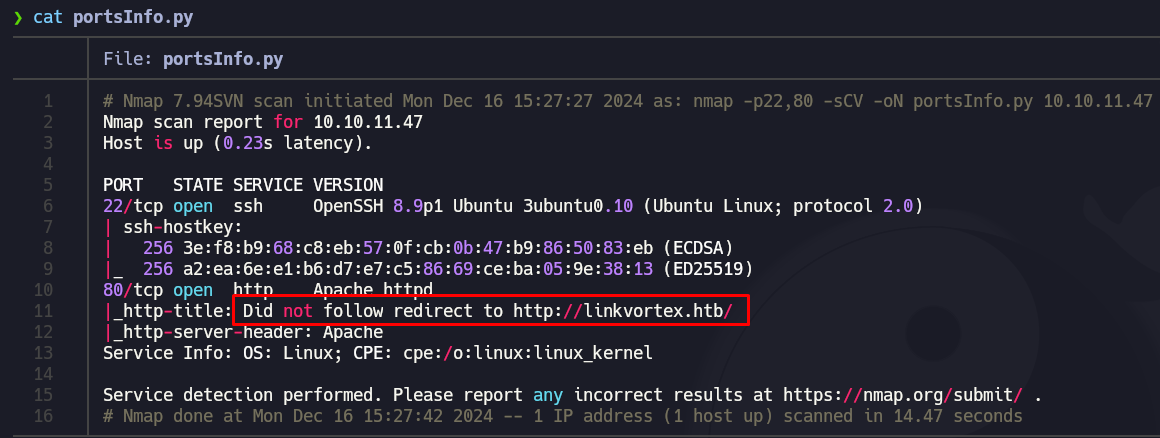 ❯ cat portsInfo.py
File: portsInfo.py
1 # Nmap 7.94SVN scan initiated Mon Dec 16 15:27:27 2024 as: nmap -p22,80 -sCV -oN portsInfo.py 10.10.11.47
2 Nmap scan report for 10.10.11.47
3 Host is up (0.23s latency).
4
5 PORT   STATE SERVICE VERSION
6 22/tcp open  ssh     OpenSSH 8.9p1 Ubuntu 3ubuntu0.10 (Ubuntu Linux; protocol 2.0)
7 | ssh-hostkey:
8 |   256 3e:f8:b9:68:c8:eb:57:0f:cb:0b:47:b9:86:50:83:eb (ECDSA)
9 |_  256 a2:ea:6e:e1:b6:d7:e7:c5:86:69:ce:ba:05:9e:38:13 (ED25519)
10 80/tcp open  http    Apache httpd
11 |_http-title: Did not follow redirect to http://linkvortex.htb/
12 |_http-server-header: Apache
13 Service Info: OS: Linux; CPE: cpe:/o:linux:linux_kernel
14
15 Service detection performed. Please report any incorrect results at https://nmap.org/submit/ .
16 # Nmap done at Mon Dec 16 15:27:42 2024 -- 1 IP address (1 host up) scanned in 14.47 seconds